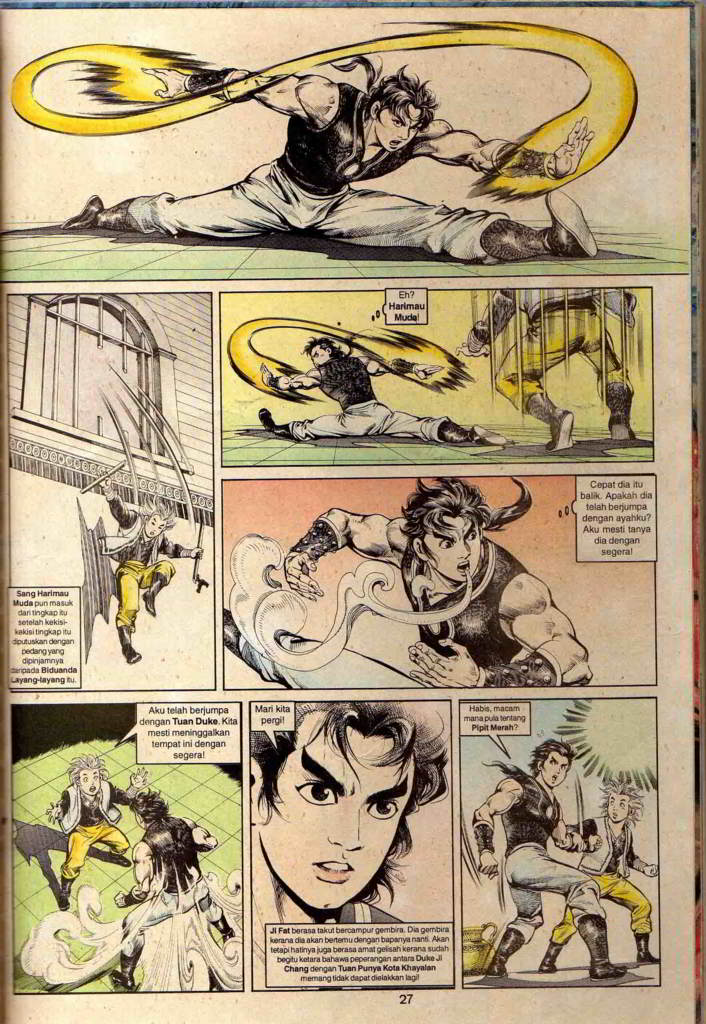 Eh?
Harimau
Muda!
Sang Harimau
Muda pun masuk
dari tingkap itu
setelah kekisi-
kekisi tingkap itu
diputuskan dengan
pedang yang
dipinjamnya
daripada Biduanda
Layang-layang itu.
Cepat dia itu
balik. Apakah dia
telah berjumpa
dengan ayahku?
Aku mesti tanya
dia dengan
segera!
Aku telah berjumpa
dengan Tuan Duke. Kita
mesti meninggalkan
tempat ini dengan
segera!
Mari kita
pergi!
Ji Fat berasa takut bercampur gembira. Dia gembira
kerana dia akan bertemu dengan bapanya nanti. Akan
tetapi hatinya juga berasa amat gelisah kerana sudah
begitu ketara bahawa peperangan antara Duke Ji
Chang dengan Tuan Punya Kota Khayalan
memang tidak dapat dielakkan lagi!
Habis, macam
mana pula tentang
Pipit Merah?
27